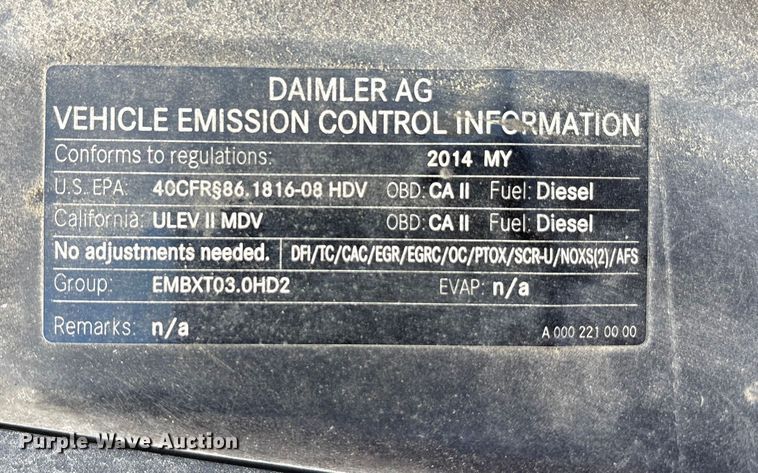 DAIMLER AG
VEHICLE EMISSION CONTROL INFORMATION
Conforms to regulations: 2014 MY
U.S. EPA: 40CFR§86.1816-08 HDV OBD: CA II Fuel: Diesel
California: ULEV II MDV OBD: CA II Fuel: Diesel
No adjustments needed. DFI/TC/CAC/EGR/EGRC/OC/PTOX/SCR-U/NOXS(2)/AFS
Group: EMBXT03.0HD2 EVAP: n/a
Remarks: n/a A 000 221 00 00
Purple Wave Auction